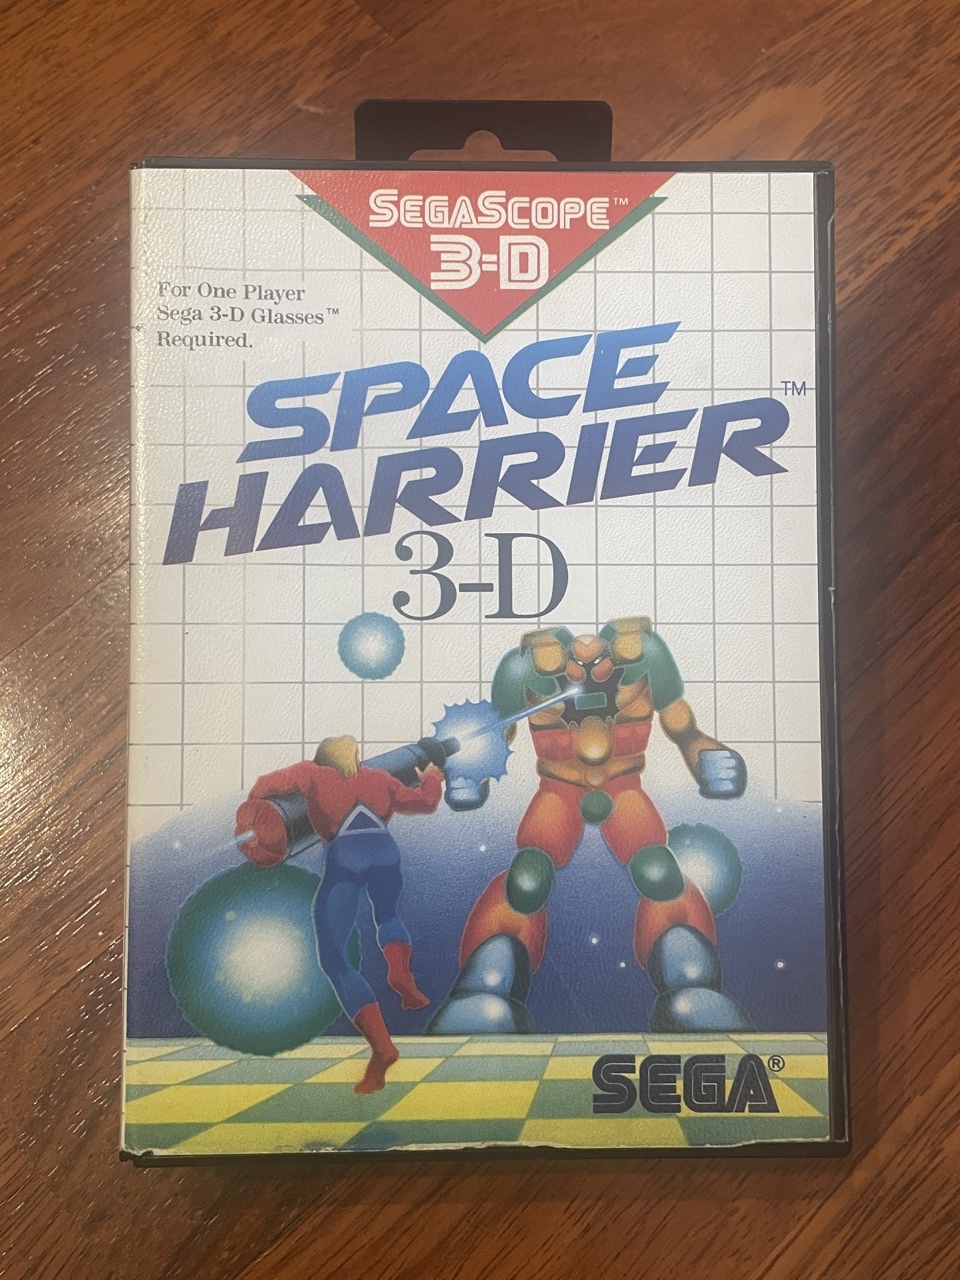 SEGASCOPE™
3-D
For One Player
Sega 3-D Glasses™
Required.
SPACE
HARRIER™
3-D
SEGA®